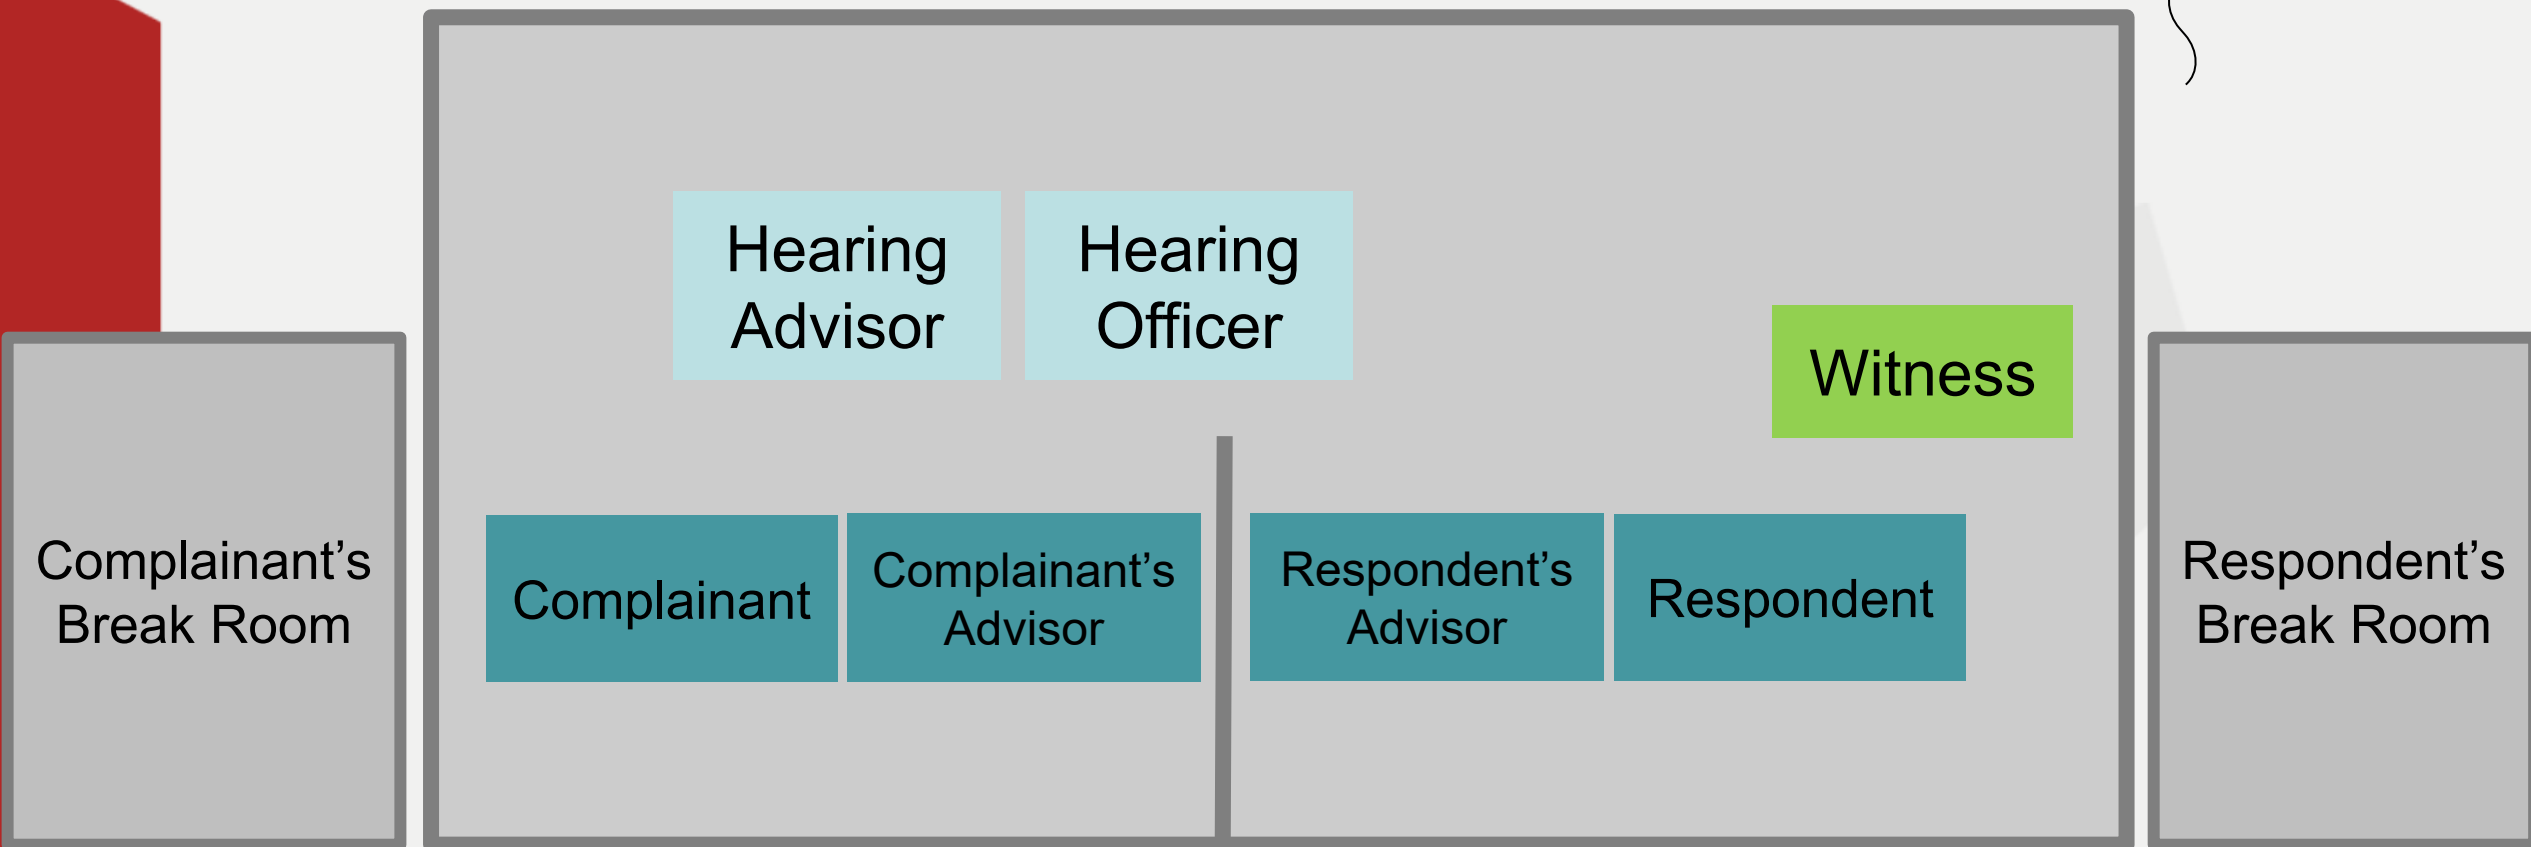 Hearing
Advisor
Hearing
Officer
Witness
Complainant’s
Break Room
Complainant
Complainant’s
Advisor
Respondent’s
Advisor
Respondent
Respondent’s
Break Room